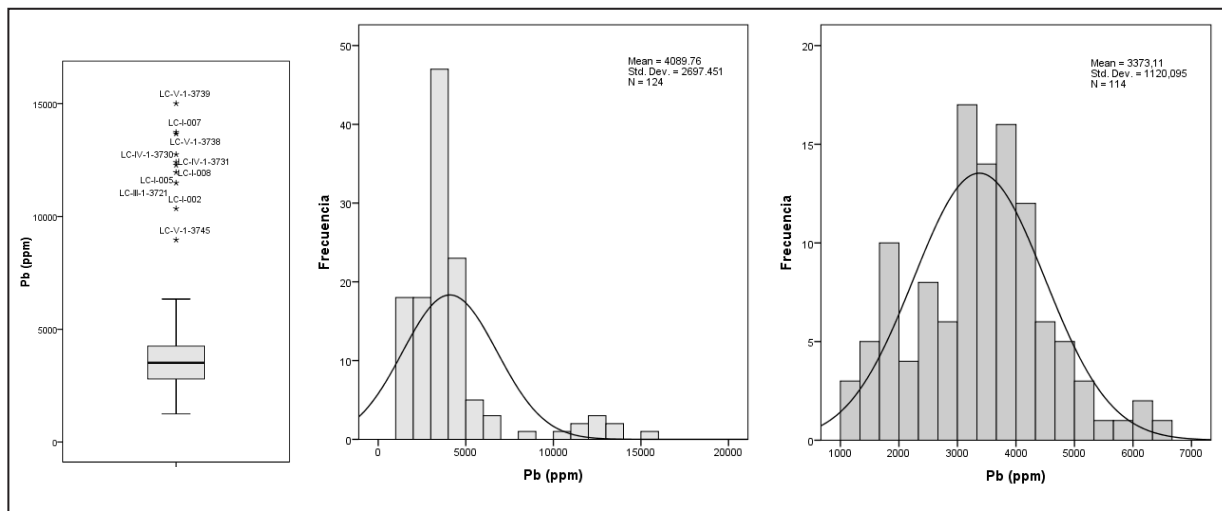 15000
10000
5000
0
Pb (ppm)
LC-V-1-3739
LC-I-007
LC-V-1-3738
LC-IV-1-3730
LC-IV-1-3731
LC-I-008
LC-I-005
LC-III-1-3721
LC-I-002
LC-V-1-3745
50
40
30
20
10
0
Frecuencia
Mean = 4089.76
Std. Dev. = 2697.451
N = 124
0 5000 10000 15000 20000
Pb (ppm)
20
15
10
5
0
Frecuencia
Mean = 3373,11
Std. Dev. = 1120,095
N = 114
1000 2000 3000 4000 5000 6000 7000
Pb (ppm)